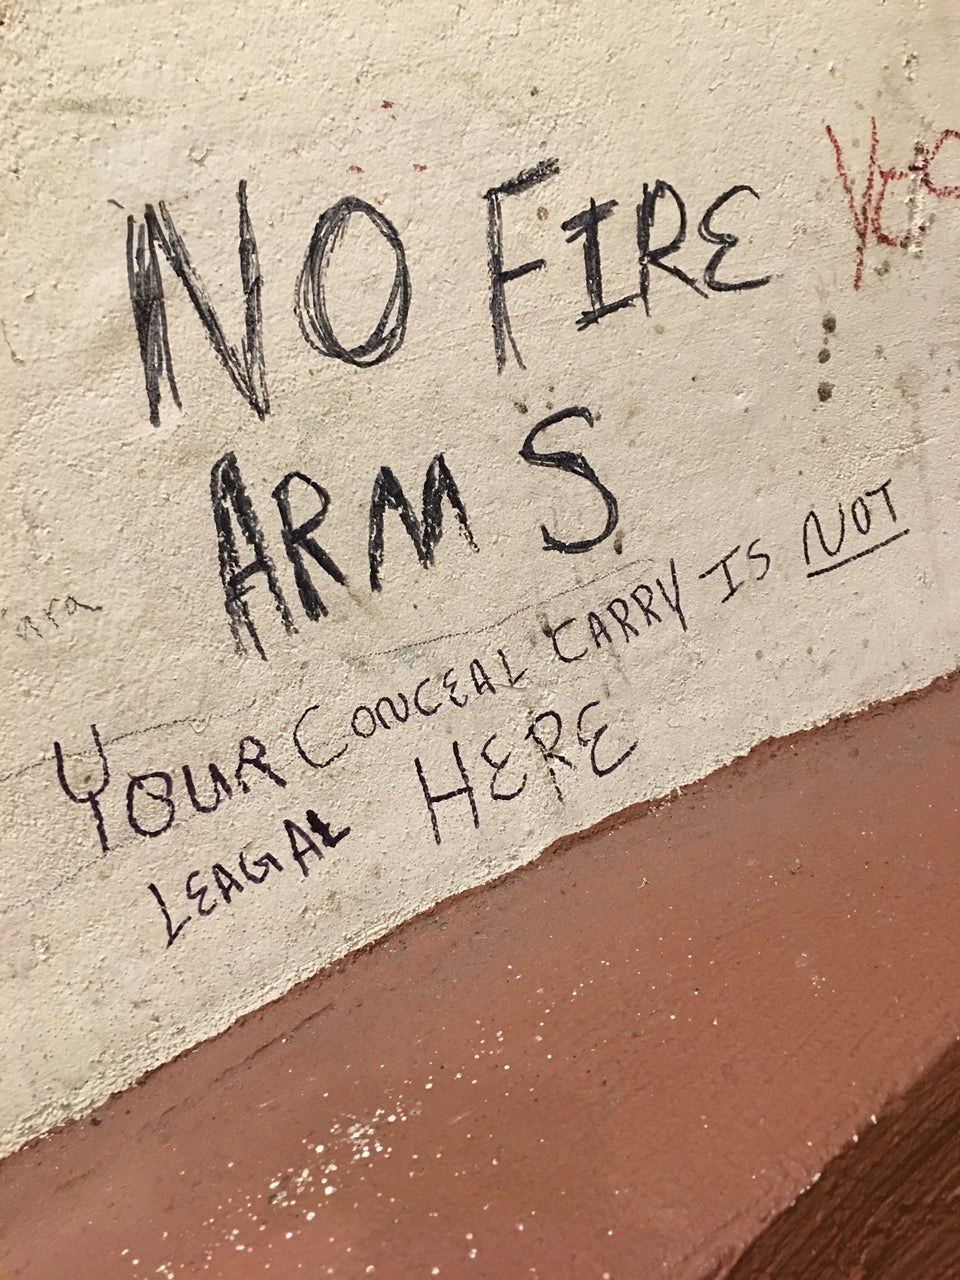 NO FIRE
ARMS
YOUR CONCEAL CARRY IS NOT
LEAGAL HERE